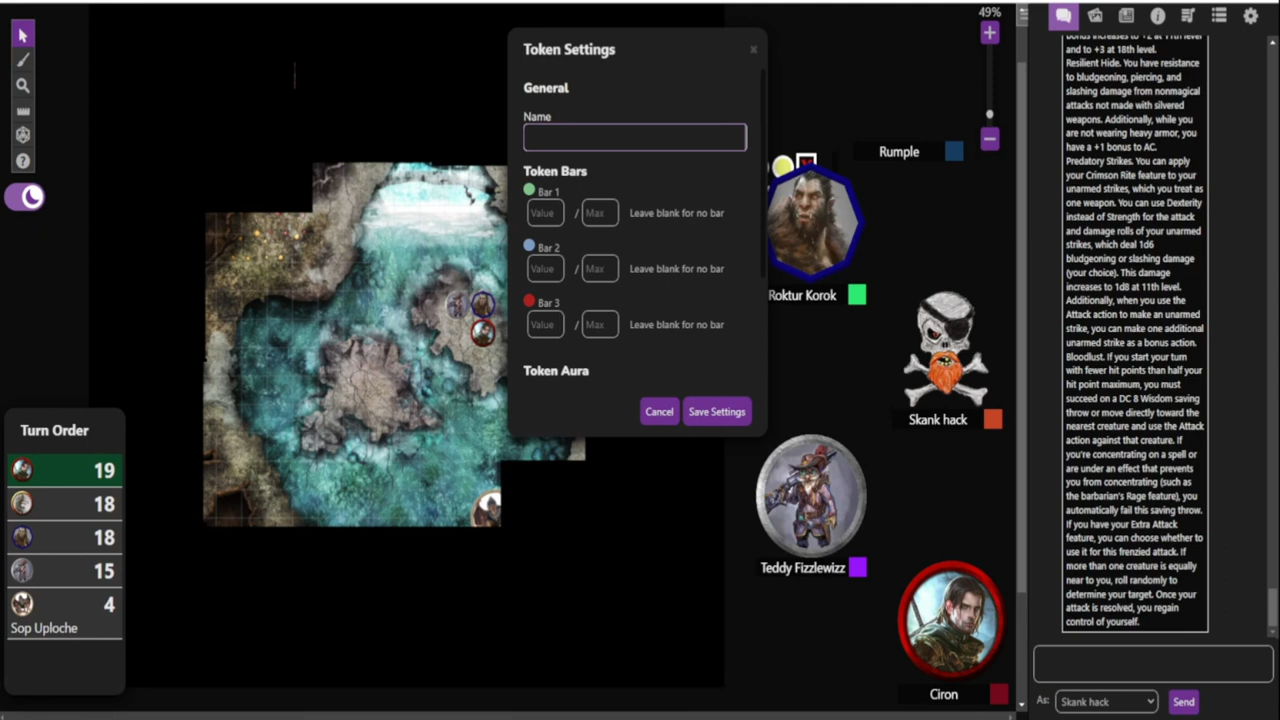 49%
Token Settings
x
General
Name
Token Bars
Bar 1
Value / Max Leave blank for no bar
Bar 2
Value / Max Leave blank for no bar
Bar 3
Value / Max Leave blank for no bar
Token Aura
Cancel Save Settings
Turn Order
19
18
18
15
4
Sop Uploche
Rumple
Roktur Korok
Skank hack
Teddy Fizzlewizz
Ciron
bonus increases to +2 at 11th level
and to +3 at 18th level.
Resilient Hide. You have resistance
to bludgeoning, piercing, and
slashing damage from nonmagical
attacks not made with silvered
weapons. Additionally, while you
are not wearing heavy armor, you
have a +1 bonus to AC.
Predatory Strikes. You can apply
your Crimson Rite feature to your
unarmed strikes, which you treat as
one weapon. You can use Dexterity
instead of Strength for the attack
and damage rolls of your unarmed
strikes, which deal 1d6
bludgeoning or slashing damage
(your choice). This damage
increases to 1d8 at 11th level.
Additionally, when you use the
Attack action to make an unarmed
strike, you can make one additional
unarmed strike as a bonus action.
Bloodlust. If you start your turn
with fewer hit points than half your
hit point maximum, you must
succeed on a DC 8 Wisdom saving
throw or move directly toward the
nearest creature and use the Attack
action against that creature. If
you're concentrating on a spell or
are under an effect that prevents
you from concentrating (such as
the barbarian's Rage feature), you
automatically fail this saving throw.
If you have your Extra Attack
feature, you can choose whether to
use it for this frenzied attack. If
more than one creature is equally
near to you, roll randomly to
determine your target. Once your
attack is resolved, you regain
control of yourself.
As: Skank hack Send